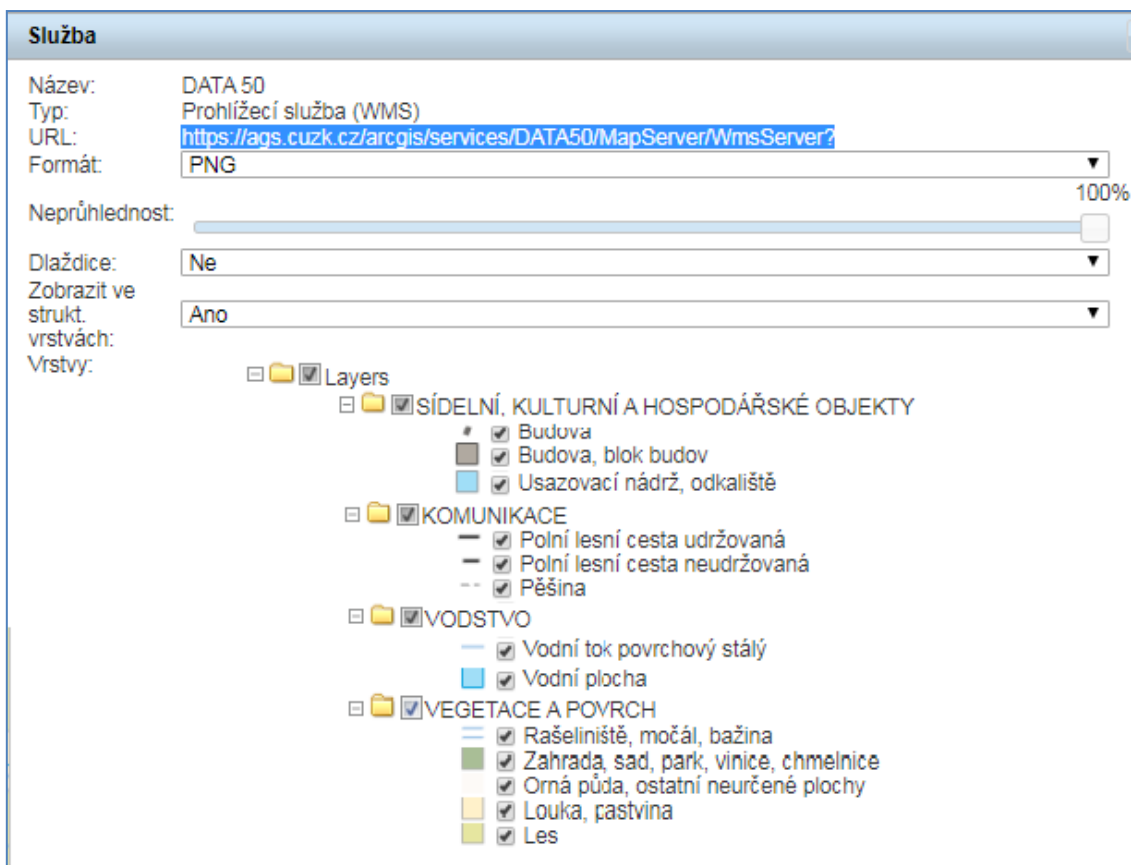 Služba
Název: DATA 50
Typ: Prohlížecí služba (WMS)
URL: https://ags.cuzk.cz/arcgis/services/DATA50/MapServer/WmsServer?
Formát: PNG
100%
Neprůhlednost:
Dlaždice: Ne
Zobrazit ve
strukt. Ano
vrstvách:
Vrstvy:
Layers
SÍDELNÍ, KULTURNÍ A HOSPODÁŘSKÉ OBJEKTY
Budova
Budova, blok budov
Usazovací nádrž, odkaliště
KOMUNIKACE
Polní lesní cesta udržovaná
Polní lesní cesta neudržovaná
Pěšina
VODSTVO
Vodní tok povrchový stálý
Vodní plocha
VEGETACE A POVRCH
Rašeliniště, močál, bažina
Zahrada, sad, park, vinice, chmelnice
Orná půda, ostatní neurčené plochy
Louka, pastvina
Les